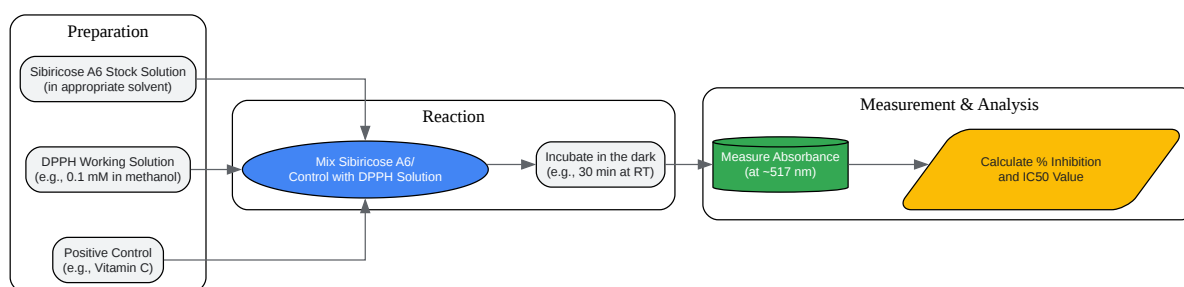 Preparation
Sibiricose A6 Stock Solution
(in appropriate solvent)
DPPH Working Solution
(e.g., 0.1 mM in methanol)
Positive Control
(e.g., Vitamin C)
Reaction
Mix Sibiricose A6/
Control with DPPH Solution
Incubate in the dark
(e.g., 30 min at RT)
Measurement & Analysis
Measure Absorbance
(at ~517 nm)
Calculate % Inhibition
and IC50 Value